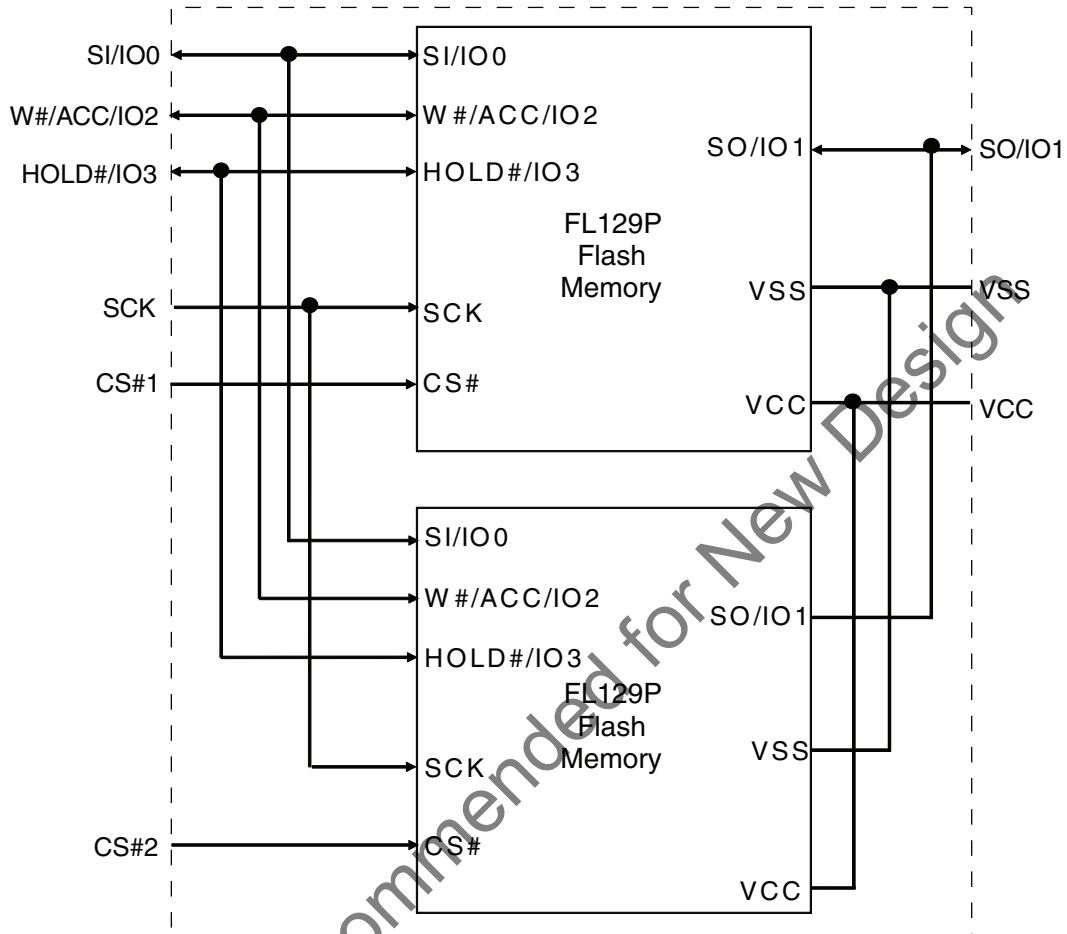 SI/IO0
W#/ACC/IO2
HOLD#/IO3
SCK
CS#1
SI/IO0
W#/ACC/IO2
HOLD#/IO3
SCK
CS#
FL129P
Flash
Memory
SO/IO1
VSS
VCC
SO/IO1
VSS
VCC
CS#2
SI/IO0
W#/ACC/IO2
HOLD#/IO3
SCK
CS#
FL129P
Flash
Memory
SO/IO1
VSS
VCC
for New Design